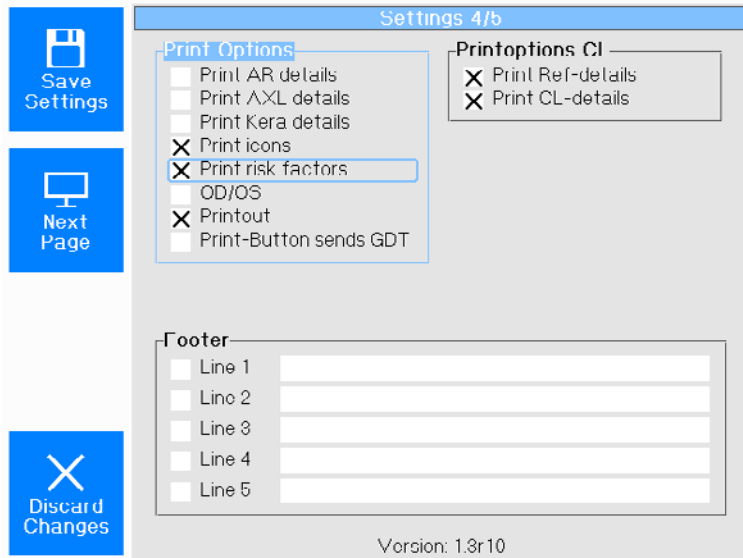 Settings 4/5
Save
Settings
Print Options
Print AR details
Print AXL details
Print Kera details
Print icons
Print risk factors
OD/OS
Printout
Print-Button sends GDT
Printoptions CL
Print Ref-details
Print CL-details
Next
Page
Footer
Line 1
Line 2
Line 3
Line 4
Line 5
Discard
Changes
Version: 1.3r10